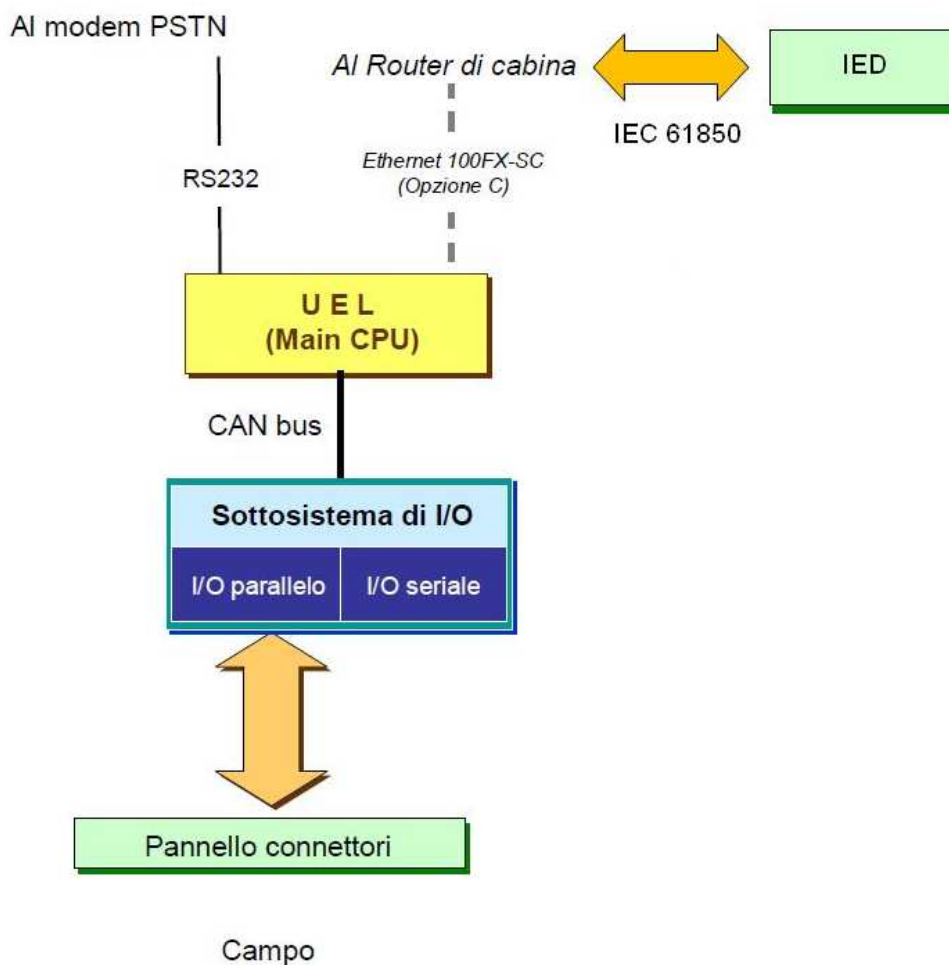 Al modem PSTN
Al Router di cabina
IED
IEC 61850
Ethernet 100FX-SC
(Opzione C)
RS232
U E L
(Main CPU)
CAN bus
Sottosistema di I/O
I/O parallelo
I/O seriale
Pannello connettori
Campo